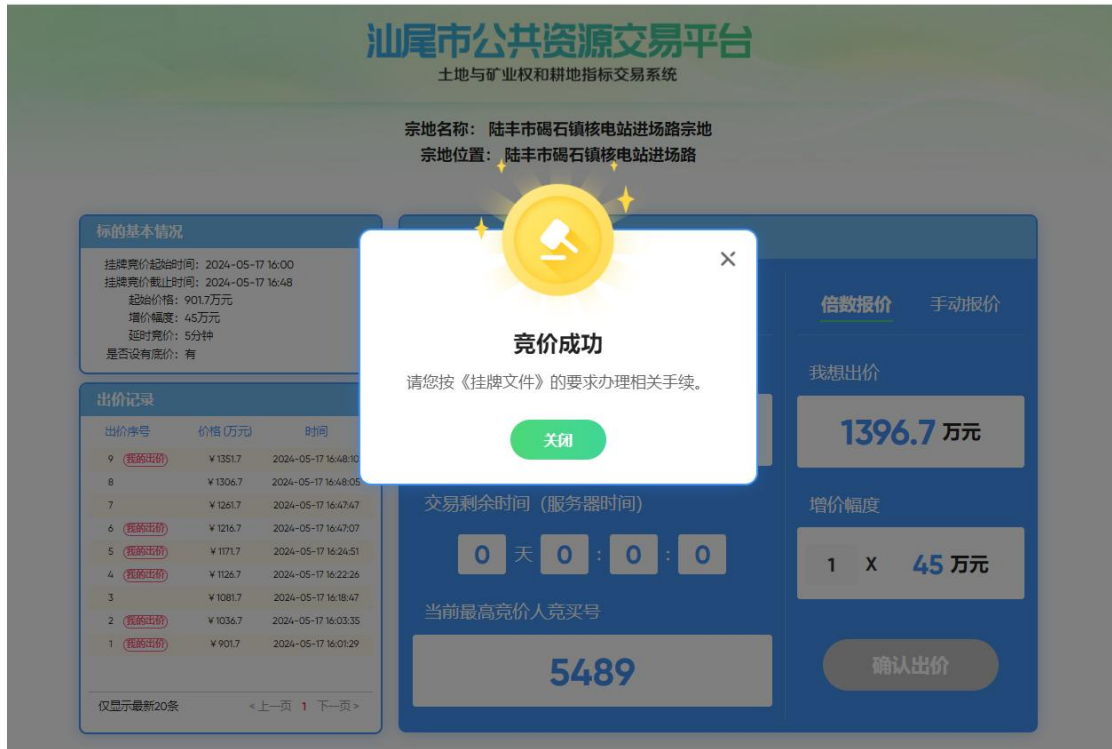 汕尾市公共资源交易平台
土地与矿业权和耕地指标交易系统
宗地名称： 陆丰市碣石镇核电站进场路宗地
宗地位置： 陆丰市碣石镇核电站进场路
标的基本情况
挂牌竞价起始时间：2024-05-17 16:00
挂牌竞价截止时间：2024-05-17 16:48
起始价格：901.7万元
增价幅度：45万元
延时竞价：5分钟
是否设有底价：有
出价记录
出价序号 价格(万元) 时间
9 我的出价 ¥1351.7 2024-05-17 16:48:10
8 ¥1306.7 2024-05-17 16:48:05
7 ¥1261.7 2024-05-17 16:47:47
6 我的出价 ¥1216.7 2024-05-17 16:47:07
5 我的出价 ¥1171.7 2024-05-17 16:24:51
4 我的出价 ¥1126.7 2024-05-17 16:22:26
3 ¥1081.7 2024-05-17 16:18:47
2 我的出价 ¥1036.7 2024-05-17 16:03:35
1 我的出价 ¥901.7 2024-05-17 16:01:29
仅显示最新20条 <上一页 1 下一页>
竞价成功
请您按《挂牌文件》的要求办理相关手续。
关闭
交易剩余时间（服务器时间）
0 天 0 : 0 : 0
当前最高竞价人竞买号
5489
倍数报价 手动报价
我想出价
1396.7 万元
增价幅度
1 X 45 万元
确认出价